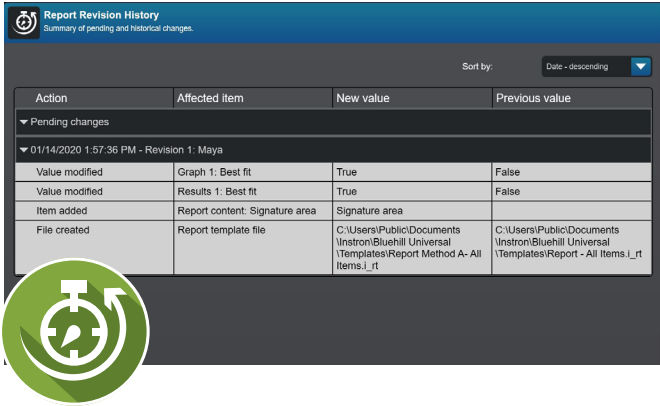 Report Revision History
Summary of pending and historical changes.
Sort by: Date - descending
Action Affected item New value Previous value
Pending changes
01/14/2020 1:57:36 PM - Revision 1: Maya
Value modified Graph 1: Best fit True False
Value modified Results 1: Best fit True False
Item added Report content: Signature area Signature area
File created Report template file C:\Users\Public\Documents C:\Users\Public\Documents
\Instron\Bluehill Universal \Instron\Bluehill Universal
\Templates\Report Method A- All \Templates\Report - All Items.i_rt
Items.i_rt